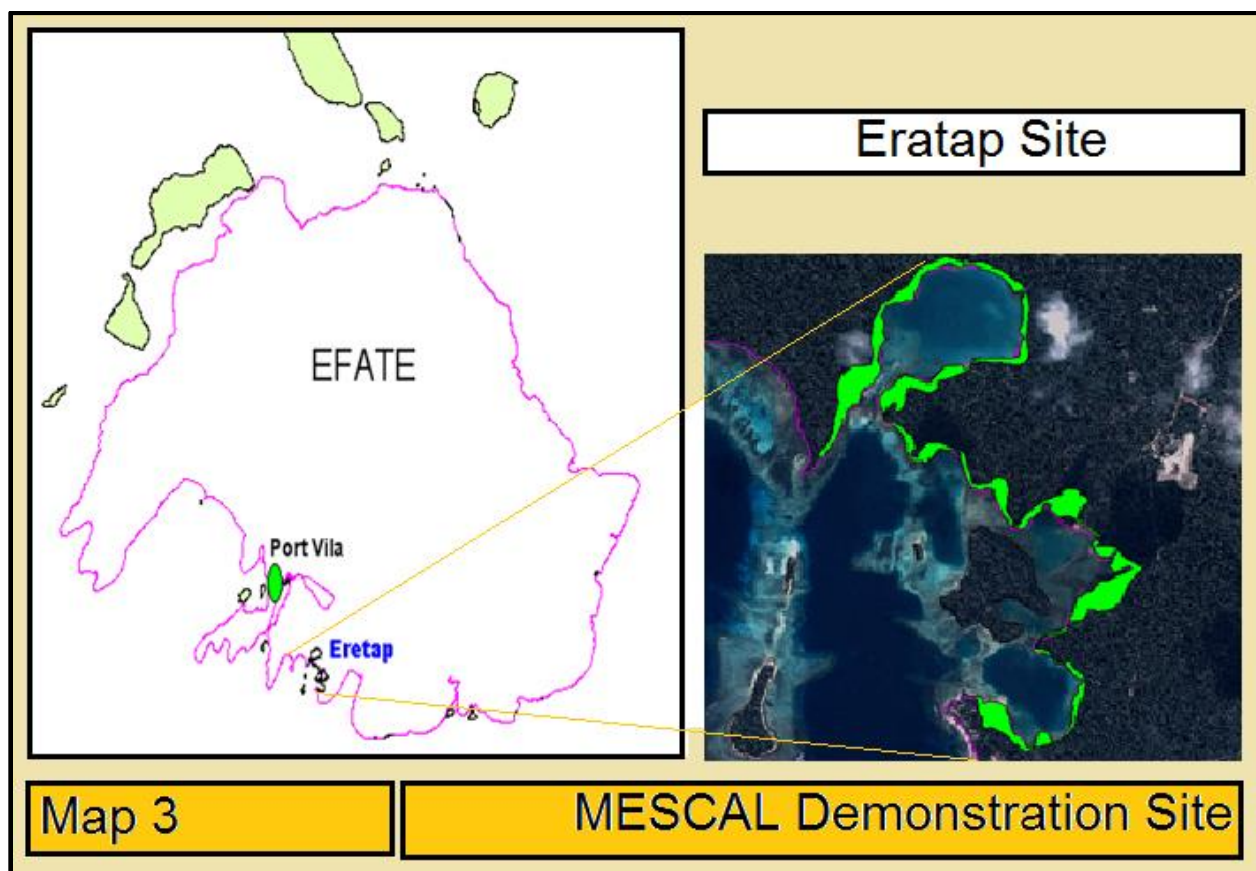 Eratap Site
EFATE
Port Vila
Eretap
Map 3
MESCAL Demonstration Site